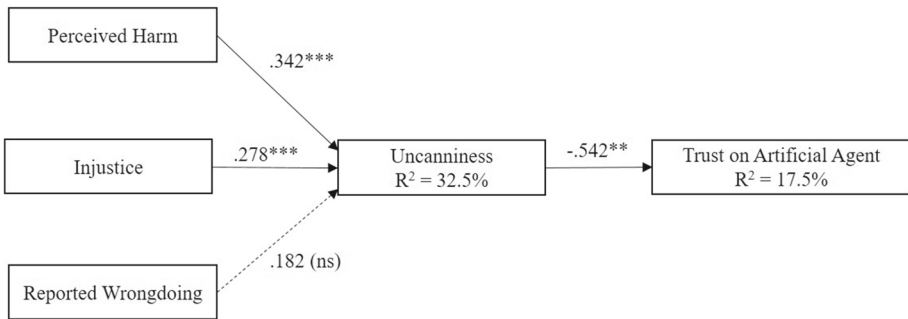 Perceived Harm
.342***
Injustice
.278***
Uncanniness
R² = 32.5%
-.542**
Trust on Artificial Agent
R² = 17.5%
.182 (ns)
Reported Wrongdoing